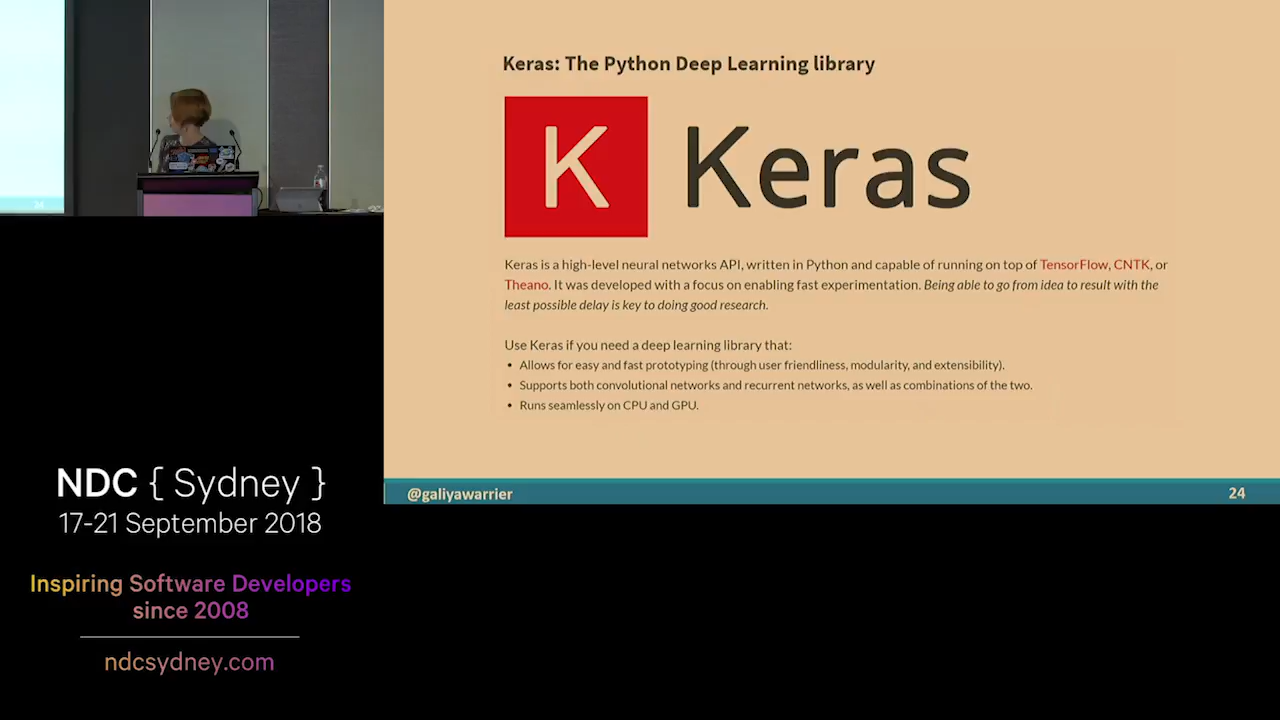 Keras: The Python Deep Learning library
K Keras
Keras is a high-level neural networks API, written in Python and capable of running on top of TensorFlow, CNTK, or
Theano. It was developed with a focus on enabling fast experimentation. Being able to go from idea to result with the
least possible delay is key to doing good research.
Use Keras if you need a deep learning library that:
• Allows for easy and fast prototyping (through user friendliness, modularity, and extensibility).
• Supports both convolutional networks and recurrent networks, as well as combinations of the two.
• Runs seamlessly on CPU and GPU.
@galiyawarrier
24
NDC { Sydney }
17-21 September 2018
Inspiring Software Developers
since 2008
ndcsydney.com